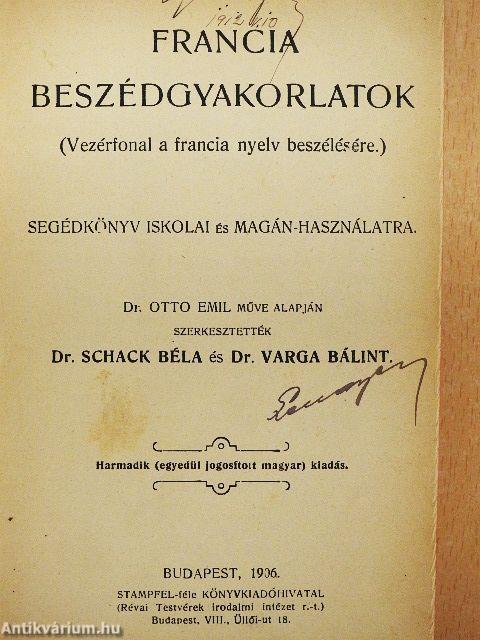 1912 X.10
FRANCIA
BESZÉDGYAKORLATOK
(Vezérfonal a francia nyelv beszélésére.)
SEGÉDKÖNYV ISKOLAI és MAGÁN-HASZNÁLATRA.
Dr. OTTO EMIL MŰVE ALAPJÁN
SZERKESZTETTÉK
Dr. SCHACK BÉLA és Dr. VARGA BÁLINT.
Harmadik (egyedül jogosított magyar) kiadás.
BUDAPEST, 1906.
STAMPFEL-féle KÖNYVKIADÓHIVATAL
(Révai Testvérek irodalmi intézet r.-t.)
Budapest, VIII., Üllői-ut 18.
Antikvárium.hu